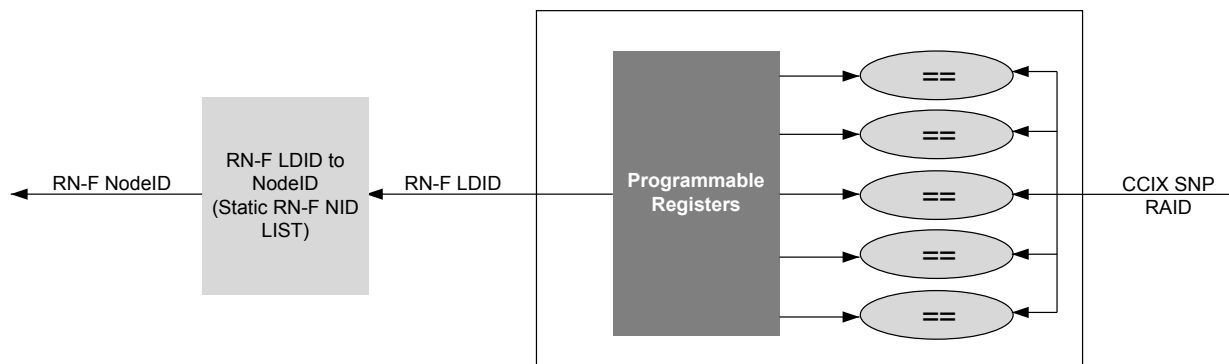 RN-F NodeID
RN-F LDID to
NodeID
(Static RN-F NID
LIST)
RN-F LDID
Programmable
Registers
==
==
==
==
==
CCIX SNP
RAID